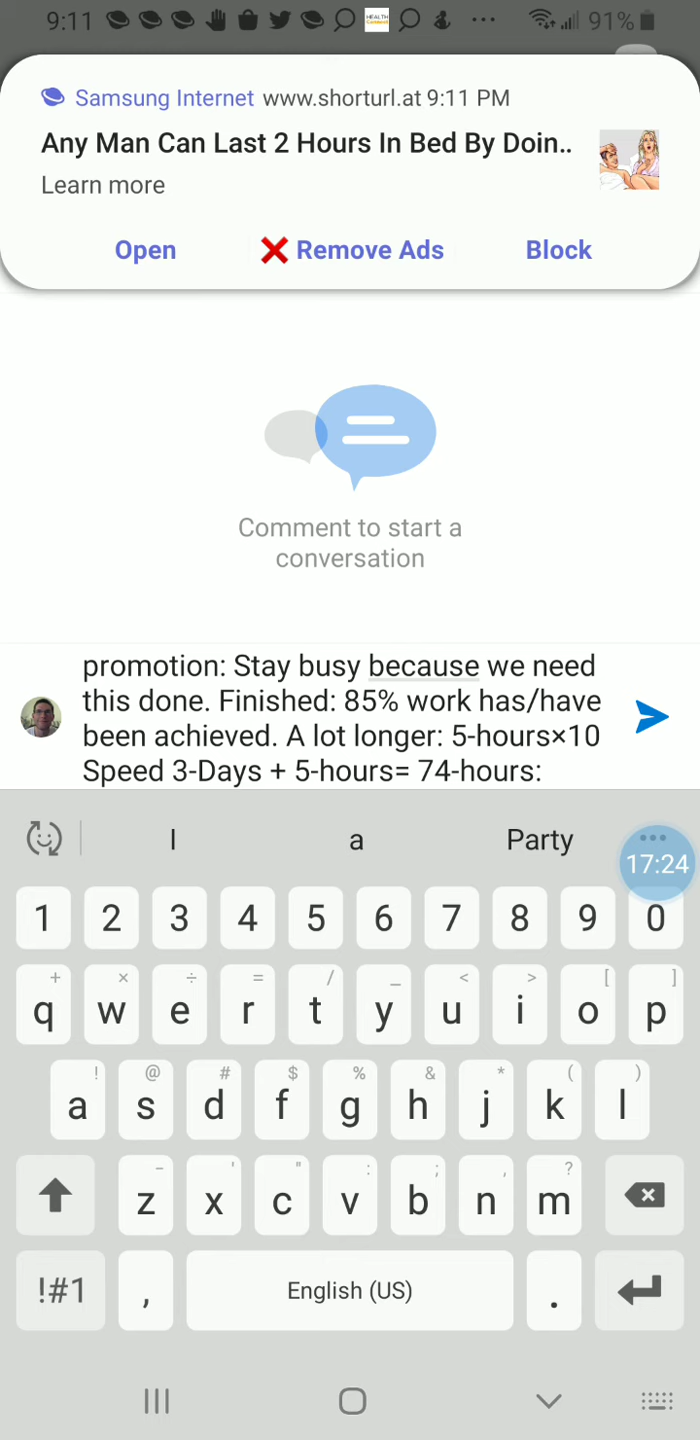 9:11 HEALTH 91%
Samsung Internet www.shorturl.at 9:11 PM
Any Man Can Last 2 Hours In Bed By Doin..
Learn more
Open ❌ Remove Ads Block
Comment to start a
conversation
promotion: Stay busy because we need
this done. Finished: 85% work has/have
been achieved. A lot longer: 5-hours×10
Speed 3-Days + 5-hours= 74-hours:
I a Party
17:24
1 2 3 4 5 6 7 8 9 0
+ × ÷ = / _ < > [ ]
q w e r t y u i o p
! @ # $ % & * ( )
a s d f g h j k l
- ' " : ; , ?
z x c v b n m
!#1 , English (US) .